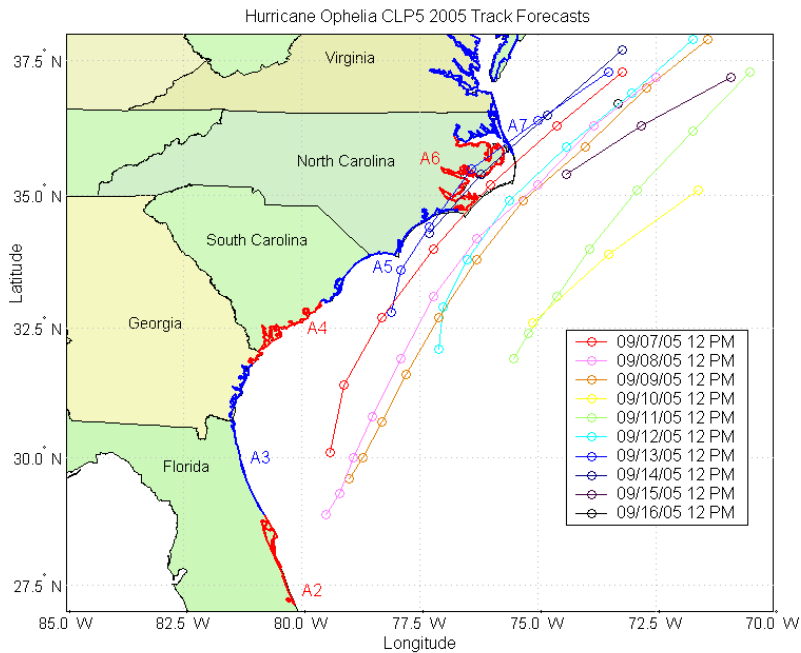 Hurricane Ophelia CLP5 2005 Track Forecasts
37.5° N
Virginia
A7
North Carolina
A6
35.0° N
South Carolina
A5
Latitude
32.5° N
Georgia
A4
09/07/05 12 PM
09/08/05 12 PM
09/09/05 12 PM
09/10/05 12 PM
09/11/05 12 PM
09/12/05 12 PM
09/13/05 12 PM
09/14/05 12 PM
09/15/05 12 PM
09/16/05 12 PM
30.0° N
A3
Florida
27.5° N
A2
85.0° W 82.5° W 80.0° W 77.5° W 75.0° W 72.5° W 70.0° W
Longitude